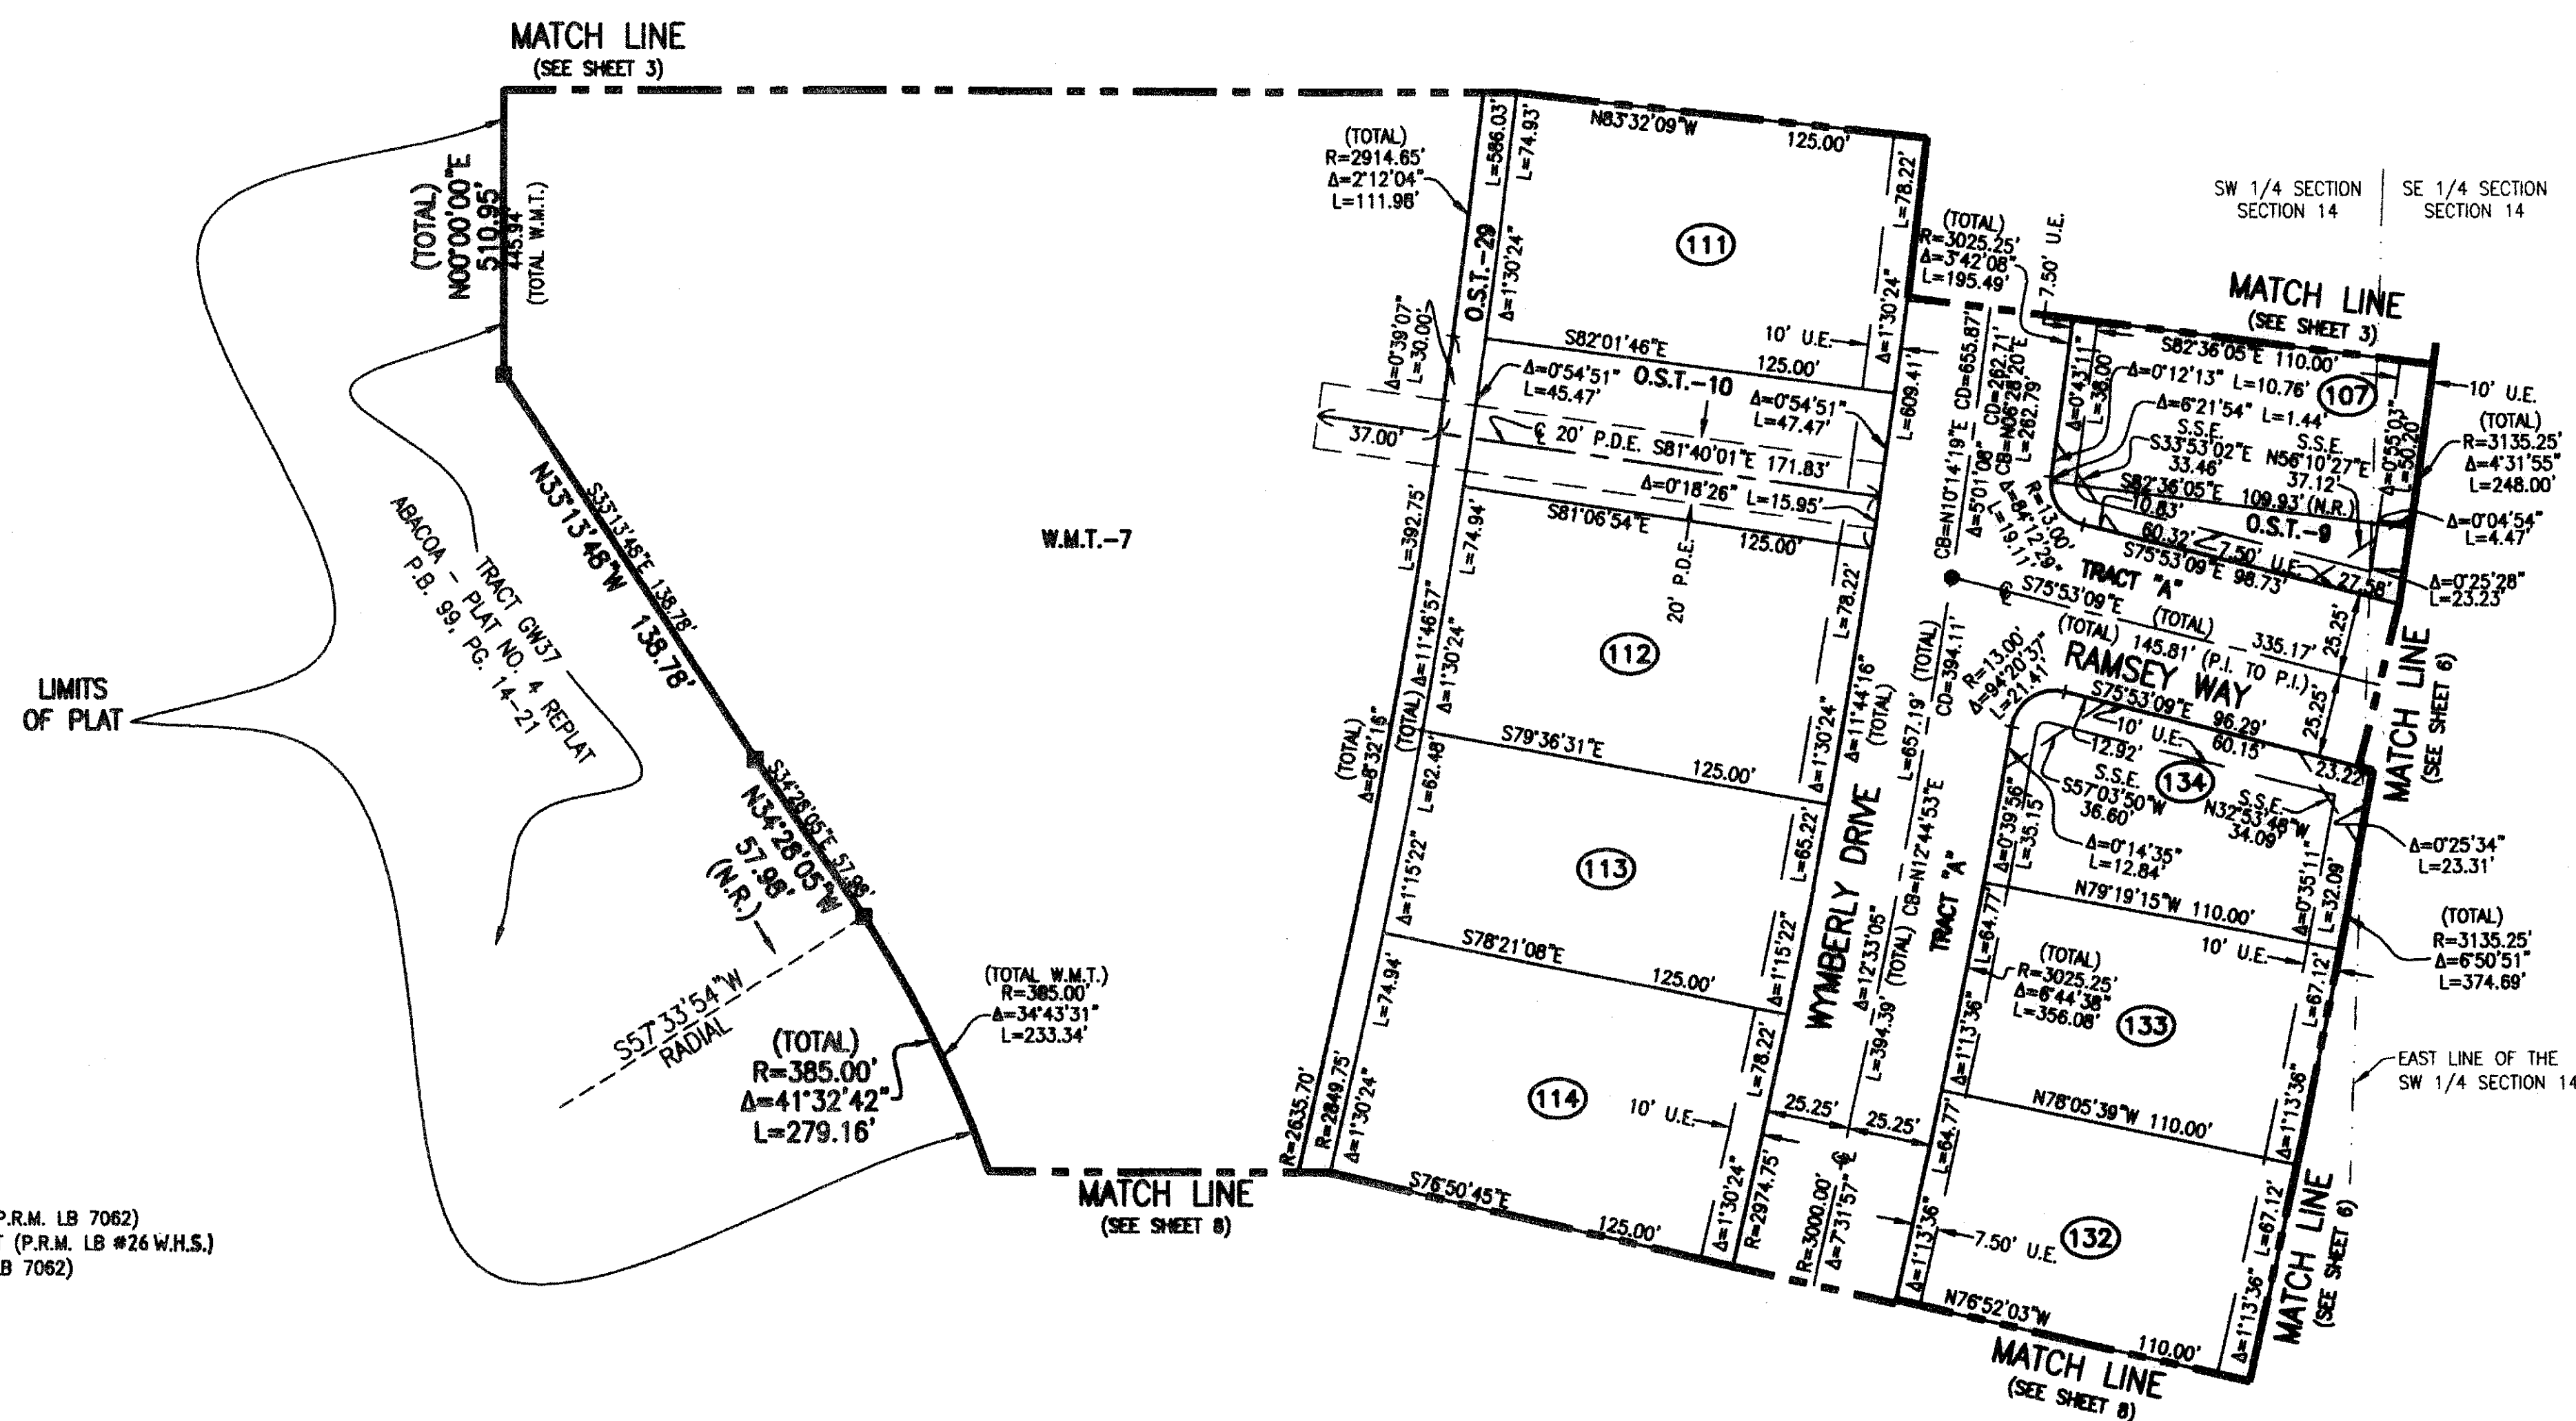 MATCH LINE
(SEE SHEET 3)
(TOTAL)
N00°00'00"E
510.95'
445.94'
(TOTAL W.M.T.)
LIMITS
OF PLAT
TRACT GW37
ABACOA - PLAT NO. 4 REPLAT
P.B. 99, PG. 14-21
S33°13'48"E 138.78'
N33°13'48"W 138.78'
S34°28'05"E 57.98'
N34°28'05"W
57.98'
(N.R.)
S57°33'54"W
RADIAL
(TOTAL W.M.T.)
R=385.00'
Δ=34°43'31"
L=233.34'
(TOTAL)
R=385.00'
Δ=41°32'42"
L=279.16'
W.M.T.-7
MATCH LINE
(SEE SHEET 8)
P.R.M. LB 7062)
(P.R.M. LB #26 W.H.S.)
LB 7062)
(TOTAL)
R=2914.65'
Δ=2°12'04"
L=111.98'
L=586.03'
L=74.93'
O.S.T.-29
Δ=1°30'24"
N83°32'09"W 125.00'
111
L=78.22'
Δ=1°30'24"
10' U.E.
S82°01'46"E 125.00'
Δ=0°39'07"
L=30.00'
Δ=0°54'51"
L=45.47'
O.S.T.-10
Δ=0°54'51"
L=47.47'
L=609.41'
37.00'
℄ 20' P.D.E. S81°40'01"E 171.83'
Δ=0°18'26" L=15.95'
S81°06'54"E 125.00'
20' P.D.E.
L=392.75'
L=74.94'
(TOTAL) Δ=11°46'57"
Δ=1°30'24"
112
L=78.22'
Δ=1°30'24"
Δ=11°44'16"
(TOTAL)
S79°36'31"E 125.00'
(TOTAL)
Δ=8°32'16"
L=62.48'
Δ=1°15'22"
113
L=65.22'
Δ=1°15'22"
S78°21'08"E 125.00'
L=74.94'
R=2635.70'
R=2849.75'
Δ=1°30'24"
114
10' U.E.
L=78.22'
Δ=1°30'24"
R=2974.75'
S76°50'45"E 125.00'
WYMBERLY DRIVE
25.25'
25.25'
℄
R=3000.00'
Δ=7°31'57"
L=394.39' (TOTAL) CB=N12°44'53"E CD=394.11'
Δ=12°33'05"
L=657.19' (TOTAL)
(TOTAL)
TRACT "A"
CB=N10°14'19"E CD=655.87'
Δ=5°01'08"
CB=N06°28'20"E
CD=262.71'
L=262.79'
(TOTAL)
R=3025.25'
Δ=3°42'08"
L=195.49'
7.50' U.E.
SW 1/4 SECTION
SECTION 14
SE 1/4 SECTION
SECTION 14
MATCH LINE
(SEE SHEET 3)
S82°36'05"E 110.00'
Δ=0°43'11"
L=38.00'
Δ=0°12'13" L=10.76'
Δ=6°21'54" L=1.44'
107
10' U.E.
(TOTAL)
R=3135.25'
Δ=4°31'55"
L=248.00'
S.S.E.
S33°53'02"E
33.46'
S.S.E.
N56°10'27"E
37.12'
Δ=0°55'03"
L=50.20'
S82°36'05"E 109.93' (N.R.)
O.S.T.-9
Δ=0°04'54"
L=4.47'
R=13.00'
Δ=84°12'29"
L=19.11'
10.83'
60.32'
7.50' U.E.
S75°53'09"E 98.73'
27.58'
Δ=0°25'28"
L=23.23'
TRACT "A"
℄
S75°53'09"E (TOTAL) 335.17'
(TOTAL) 145.81' (P.I. TO P.I.)
RAMSEY WAY
25.25'
25.25'
MATCH LINE
(SEE SHEET 6)
R=13.00'
Δ=94°20'37"
L=21.41'
S75°53'09"E 96.29'
10' U.E.
60.15'
12.92'
23.22'
S.S.E.
S57°03'50"W
36.60'
134
S.S.E.
N32°53'48"W
34.09'
Δ=0°25'34"
L=23.31'
Δ=0°39'56"
L=35.15'
Δ=0°14'35"
L=12.84'
Δ=0°35'11"
L=32.09'
N79°19'15"W 110.00'
10' U.E.
(TOTAL)
R=3135.25'
Δ=6°50'51"
L=374.69'
L=64.77'
Δ=1°13'36"
(TOTAL)
R=3025.25'
Δ=6°44'38"
L=356.08'
133
L=67.12'
Δ=1°13'36"
EAST LINE OF THE
SW 1/4 SECTION 14
N78°05'39"W 110.00'
L=64.77'
Δ=1°13'36"
7.50' U.E.
132
L=67.12'
Δ=1°13'36"
N76°52'03"W 110.00'
MATCH LINE
(SEE SHEET 6)
MATCH LINE
(SEE SHEET 8)